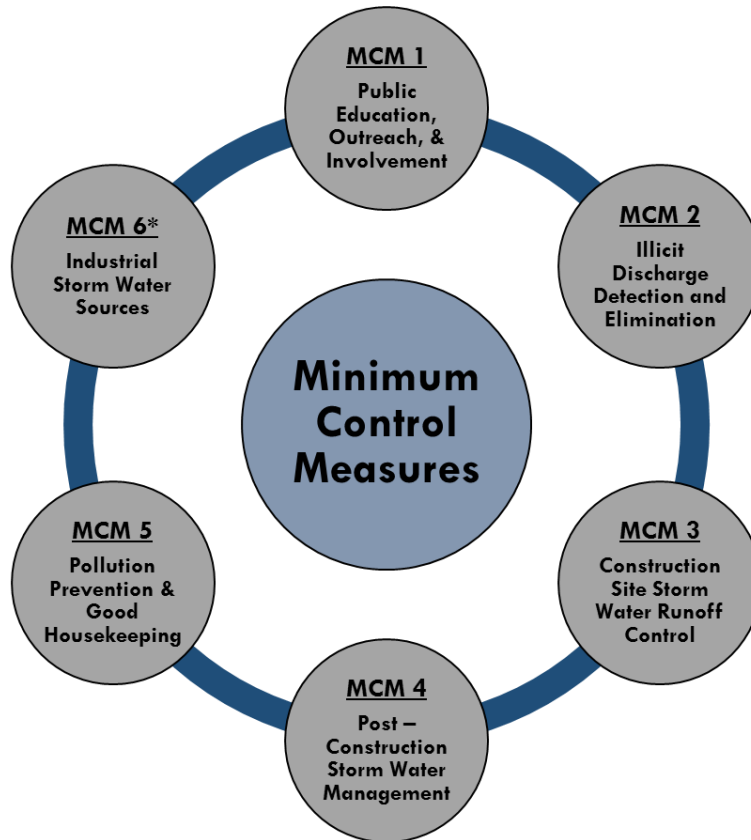 MCM 1
Public
Education,
Outreach, &
Involvement
MCM 2
Illicit
Discharge
Detection and
Elimination
MCM 3
Construction
Site Storm
Water Runoff
Control
MCM 4
Post –
Construction
Storm Water
Management
MCM 5
Pollution
Prevention &
Good
Housekeeping
MCM 6*
Industrial
Storm Water
Sources
Minimum
Control
Measures